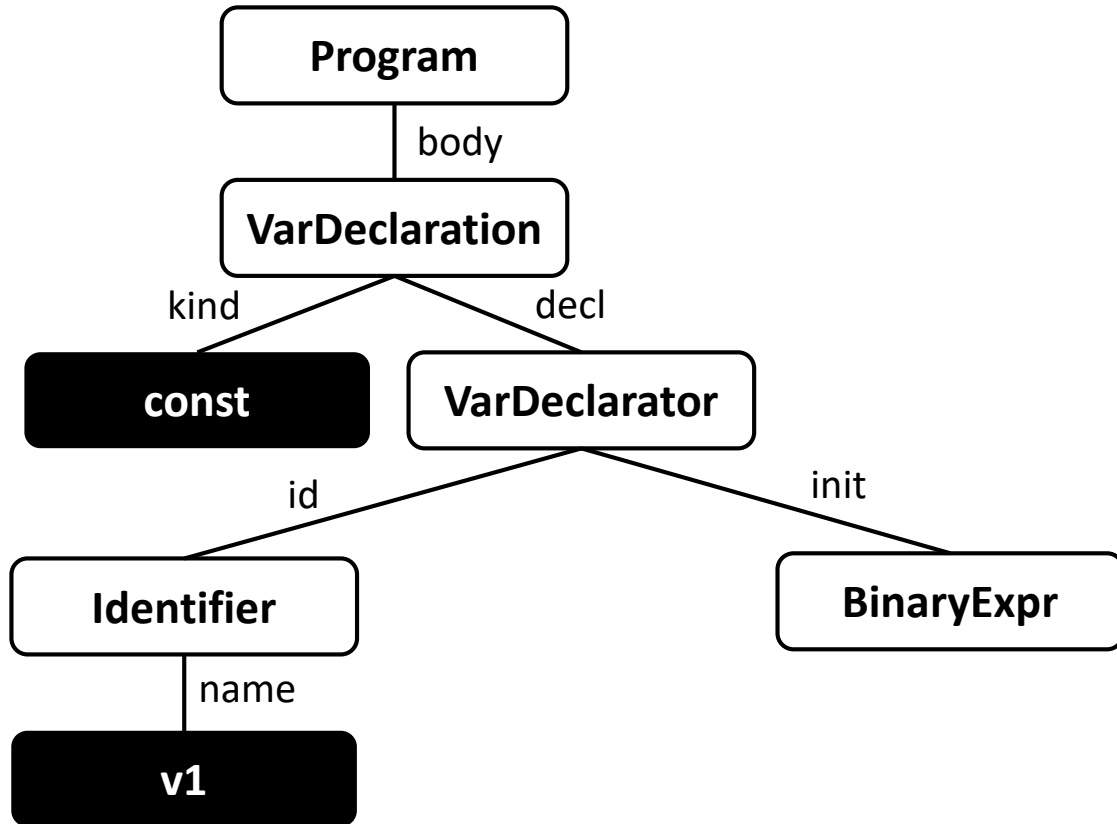 Program
body
VarDeclaration
kind
decl
const
VarDeclarator
id
init
Identifier
BinaryExpr
name
v1